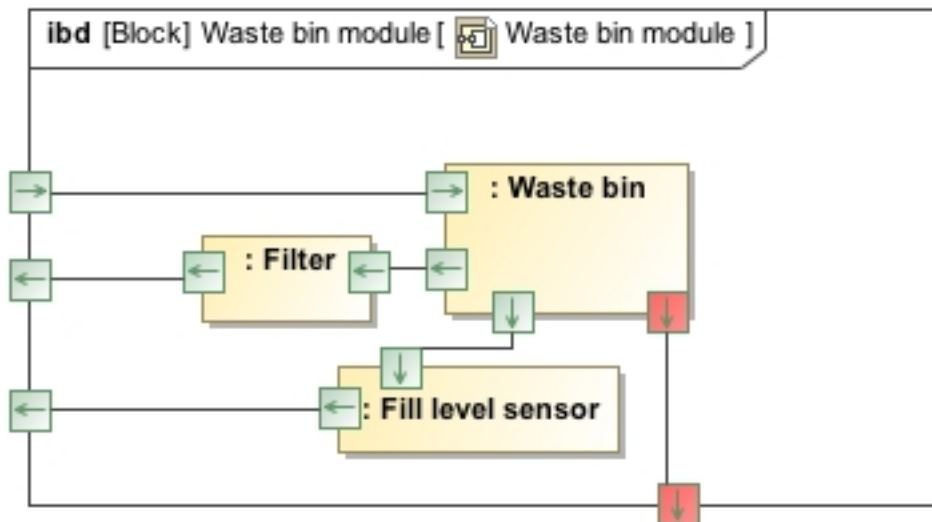 ibd [Block] Waste bin module [ Waste bin module ]
: Waste bin
: Filter
: Fill level sensor